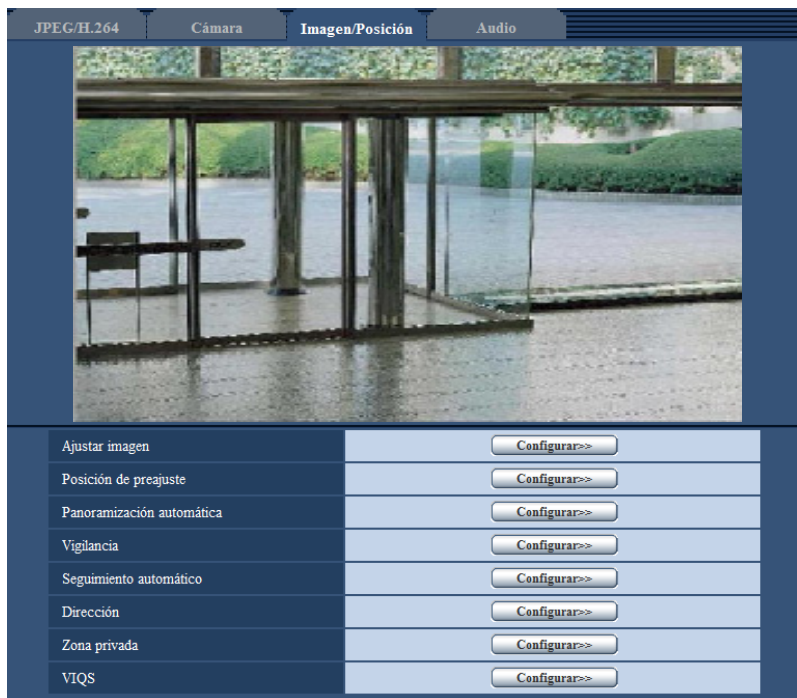 JPEG/H.264 Cámara Imagen/Posición Audio
Ajustar imagen Configurar>>
Posición de preajuste Configurar>>
Panoramización automática Configurar>>
Vigilancia Configurar>>
Seguimiento automático Configurar>>
Dirección Configurar>>
Zona privada Configurar>>
VIQS Configurar>>